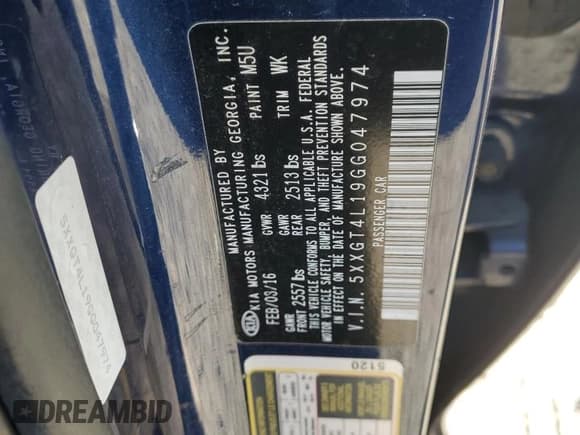 MANUFACTURED BY
KIA KIA MOTORS MANUFACTURING GEORGIA, INC.
FEB/03/16 GVWR 4321 lbs PAINT M5U
GAWR GAWR
FRONT 2557 lbs REAR 2513 lbs TRIM WK
THIS VEHICLE CONFORMS TO ALL APPLICABLE U.S.A. FEDERAL
MOTOR VEHICLE SAFETY, BUMPER, AND THEFT PREVENTION STANDARDS
IN EFFECT ON THE DATE OF MANUFACTURE SHOWN ABOVE.
V.I.N. 5XXGT4L19GG047974
PASSENGER CAR
5120
5XXGT4L19GG047974
DREAMBID